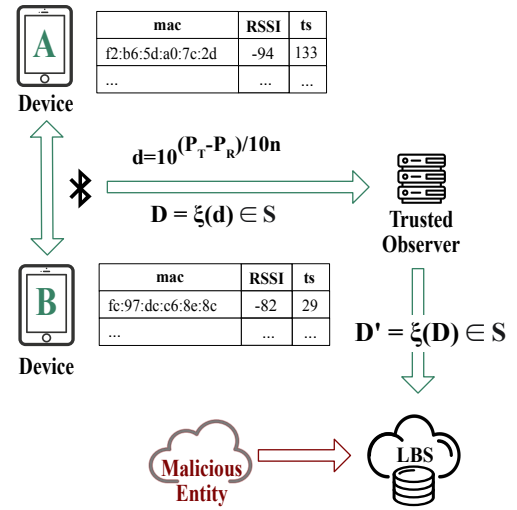 A
Device
mac RSSI ts
f2:b6:5d:a0:7c:2d -94 133
... ... ...
d=10^(P_T-P_R)/10n
D = ξ(d) ∈ S
Trusted
Observer
B
Device
mac RSSI ts
fc:97:dc:c6:8e:8c -82 29
... ... ...
D' = ξ(D) ∈ S
Malicious
Entity
LBS